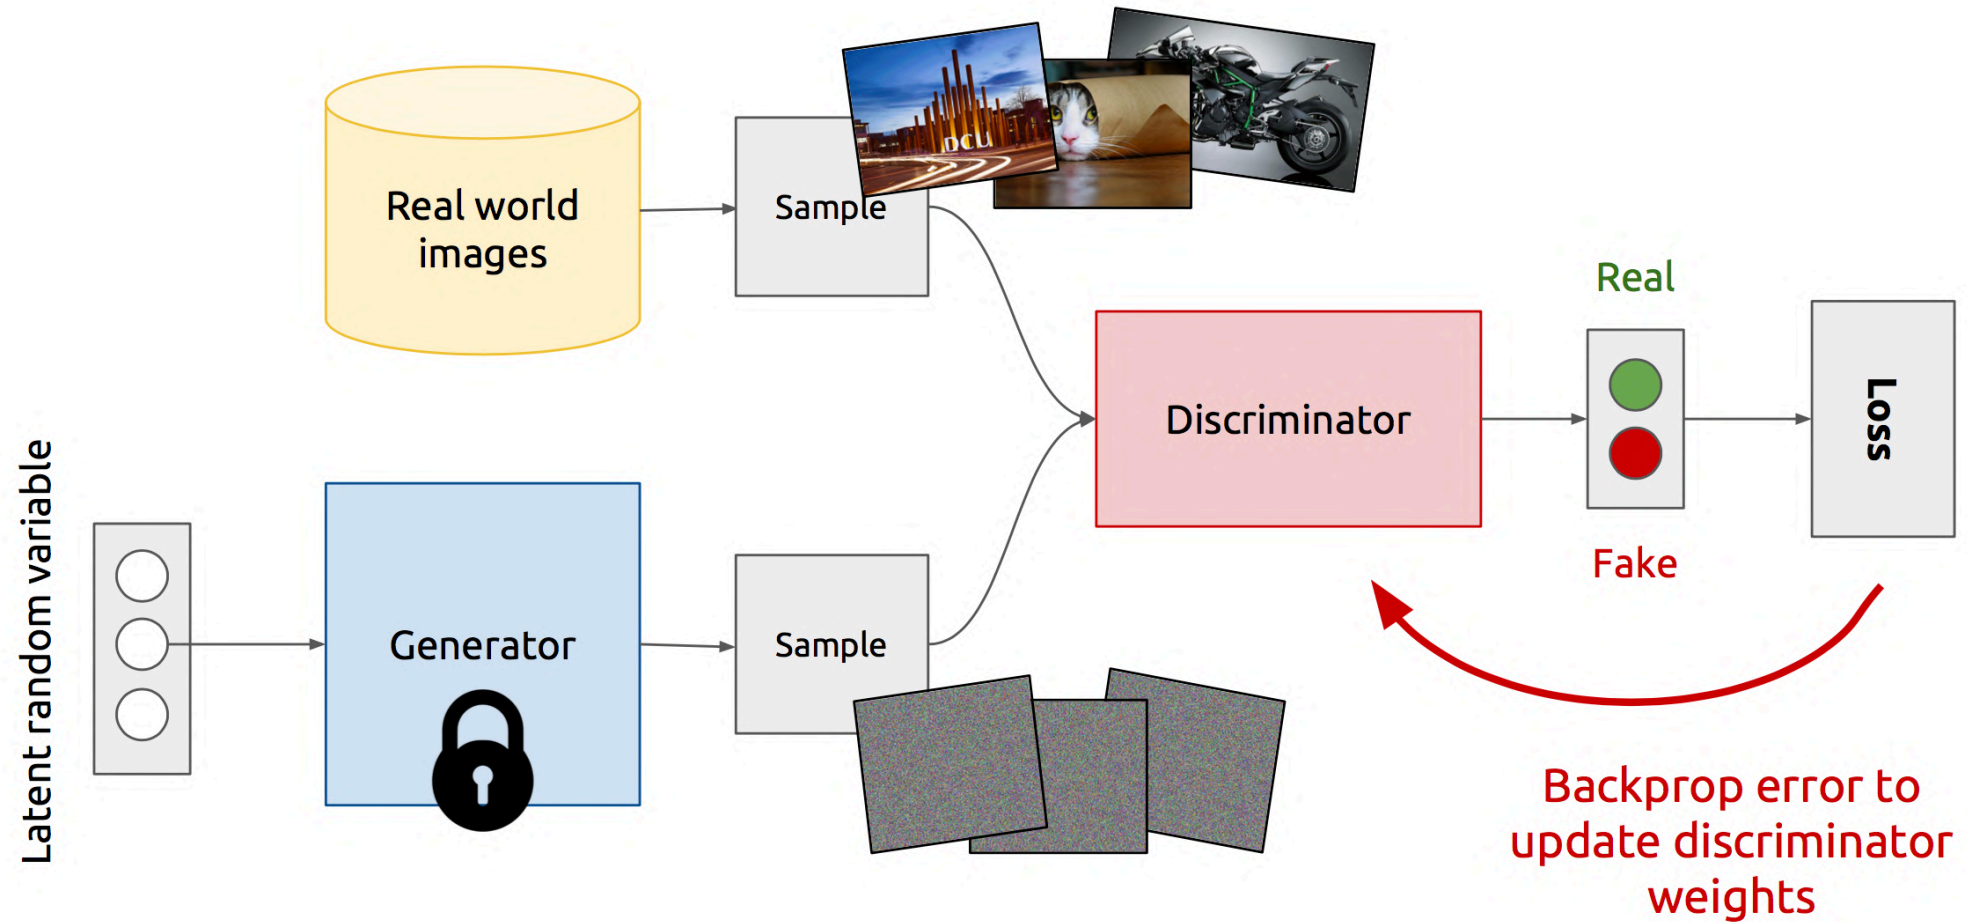 Real world
images
Sample
DCU
Real
Discriminator
Loss
Fake
Latent random variable
Generator
Sample
Backprop error to
update discriminator
weights